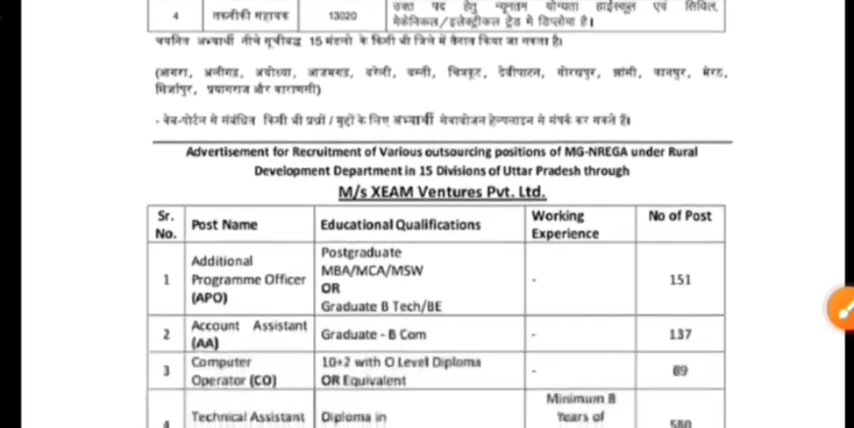 उक्त पद हेतु न्यूनतम योग्यता हाईस्कूल एवं सिविल,
4 तकनीकी सहायक 13020 मेकेनिकल/इलेक्ट्रीकल ट्रेड में डिप्लोमा है।
चयनित अभ्यार्थी नीचे सूचीबद्ध 15 मंडलो के किसी भी जिले में तैनात किया जा सकता है।
(आगरा, अलीगढ, अयोध्या, आजमगढ, बरेली, बस्ती, चित्रकूट, देवीपाटन, गोरखपुर, झांसी, कानपुर, मेरठ,
मिर्जापुर, प्रयागराज और वाराणसी)
- वेब-पोर्टल से संबंधित किसी भी प्रश्नों / मुद्दों के लिए अभ्यार्थी सेवायोजन हेल्पलाइन से संपर्क कर सकते हैं।
Advertisement for Recruitment of Various outsourcing positions of MG-NREGA under Rural
Development Department in 15 Divisions of Uttar Pradesh through
M/s XEAM Ventures Pvt. Ltd.
Sr. No. Post Name Educational Qualifications Working Experience No of Post
1 Additional Programme Officer (APO) Postgraduate MBA/MCA/MSW OR Graduate B Tech/BE - 151
2 Account Assistant (AA) Graduate - B Com - 137
3 Computer Operator (CO) 10+2 with O Level Diploma OR Equivalent - 89
4 Technical Assistant Diploma in Minimum 8 Years of 580